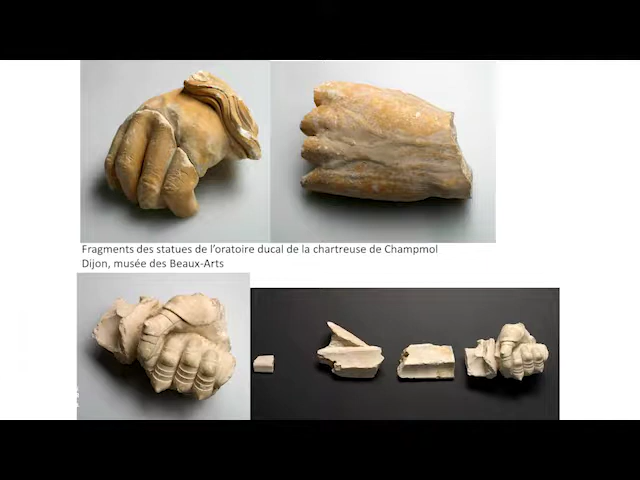 Fragments des statues de l'oratoire ducal de la chartreuse de Champmol
Dijon, musée des Beaux-Arts